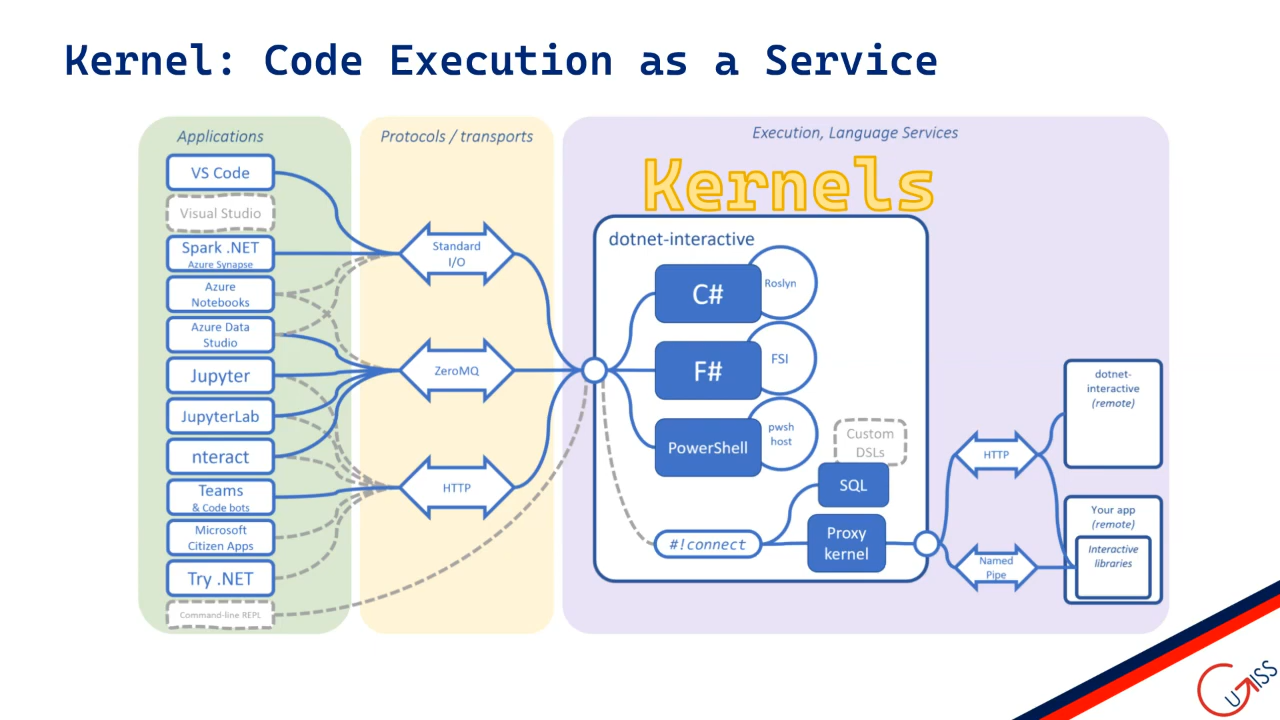 Kernel: Code Execution as a Service
Applications
VS Code
Visual Studio
Spark .NET
Azure Synapse
Azure
Notebooks
Azure Data
Studio
Jupyter
JupyterLab
nteract
Teams
& Code bots
Microsoft
Citizen Apps
Try .NET
Command-line REPL
Protocols / transports
Standard
I/O
ZeroMQ
HTTP
Execution, Language Services
Kernels
dotnet-interactive
C#
Roslyn
F#
FSI
PowerShell
pwsh
host
Custom
DSLs
SQL
#!connect
Proxy
kernel
HTTP
Named
Pipe
dotnet-
interactive
(remote)
Your app
(remote)
Interactive
libraries
GUISS